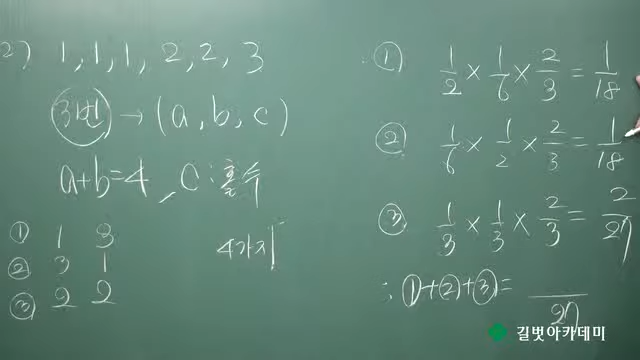 2) 1, 1, 1, 2, 2, 3
3번 → (a, b, c)
a+b=4, c:홀수
① 1 3
② 3 1
③ 2 2
4가지
① 1/2 × 1/6 × 2/3 = 1/18
② 1/6 × 1/2 × 2/3 = 1/18
③ 1/3 × 1/3 × 2/3 = 2/27
∴ ①+②+③ = /27
길벗아카데미